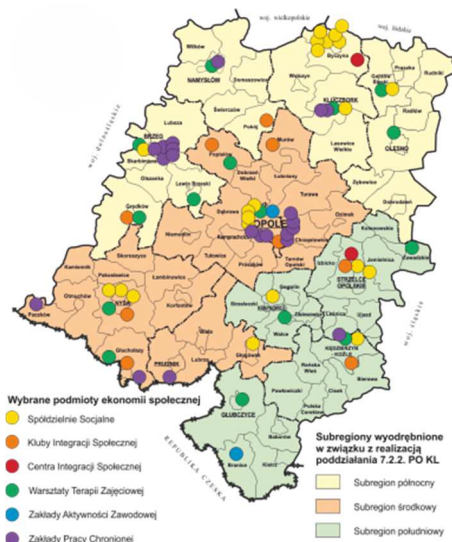 woj. wielkopolskie
woj. łódzkie
Byczyna
Wilków
Praszka
Rudniki
NAMYSŁÓW
Domaszowice
Wołczyn
Gorzów Śląski
KLUCZBORK
Radłów
Świerczów
Lasowice Wielkie
OLESNO
woj. dolnośląskie
Lubsza
Pokój
Murów
BRZEG
Skarbimierz
Popielów
Zębowice
Olszanka
Dobrzeń Wielki
Łubniany
Dobrodzień
Lewin Brzeski
Turawa
Grodków
Dąbrowa
OPOLE
Ozimek
Kolonowskie
Niemodlin
Komprachcice
Chrząstowice
Zawadzkie
Skoroszyce
Tułowice
Prószków
Tarnów Opolski
Izbicko
Jemielnica
Kamiennik
Pakosławice
Łambinowice
STRZELCE OPOLSKIE
Otmuchów
Gogolin
NYSA
Korfantów
Strzeleczki
KRAPKOWICE
Zdzieszowice
Leśnica
Ujazd
Paczków
Biała
Walce
woj. śląskie
KĘDZIERZYN KOŹLE
Głuchołazy
PRUDNIK
Lubrza
Głogówek
Reńska Wieś
Bierawa
Pawłowiczki
Cisek
Polska Cerekiew
GŁUBCZYCE
Baborów
Branice
Kietrz
REPUBLIKA CZESKA
Wybrane podmioty ekonomii społecznej
Spółdzielnie Socjalne
Kluby Integracji Społecznej
Centra Integracji Społecznej
Warsztaty Terapii Zajęciowej
Zakłady Aktywności Zawodowej
Zakłady Pracy Chronionej
Subregiony wyodrębnione
w związku z realizacją
poddziałania 7.2.2. PO KL
Subregion północny
Subregion środkowy
Subregion południowy